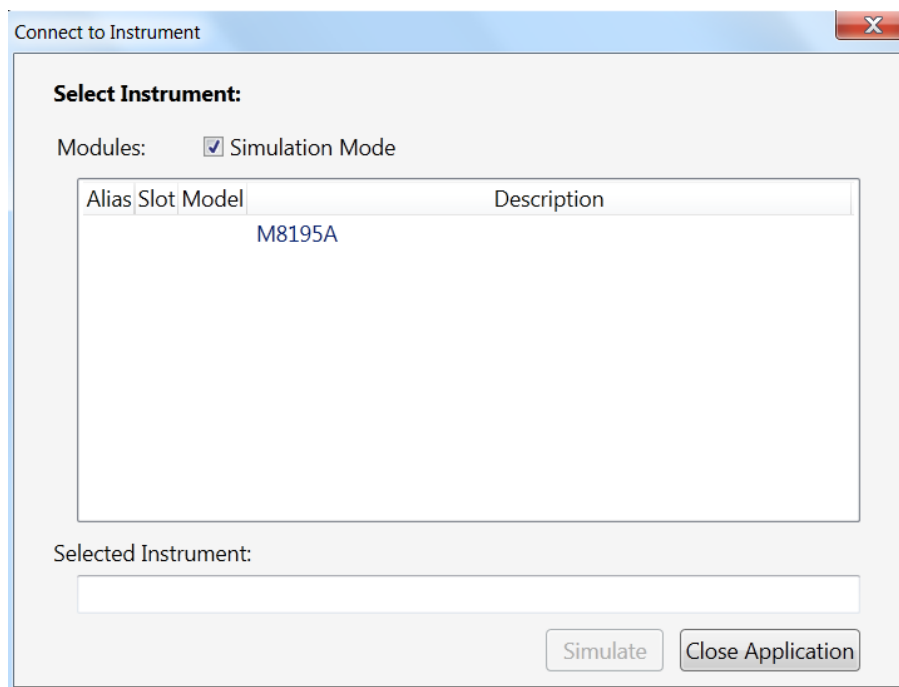 Connect to Instrument
Select Instrument:
Modules: Simulation Mode
Alias Slot Model Description
M8195A
Selected Instrument:
Simulate Close Application